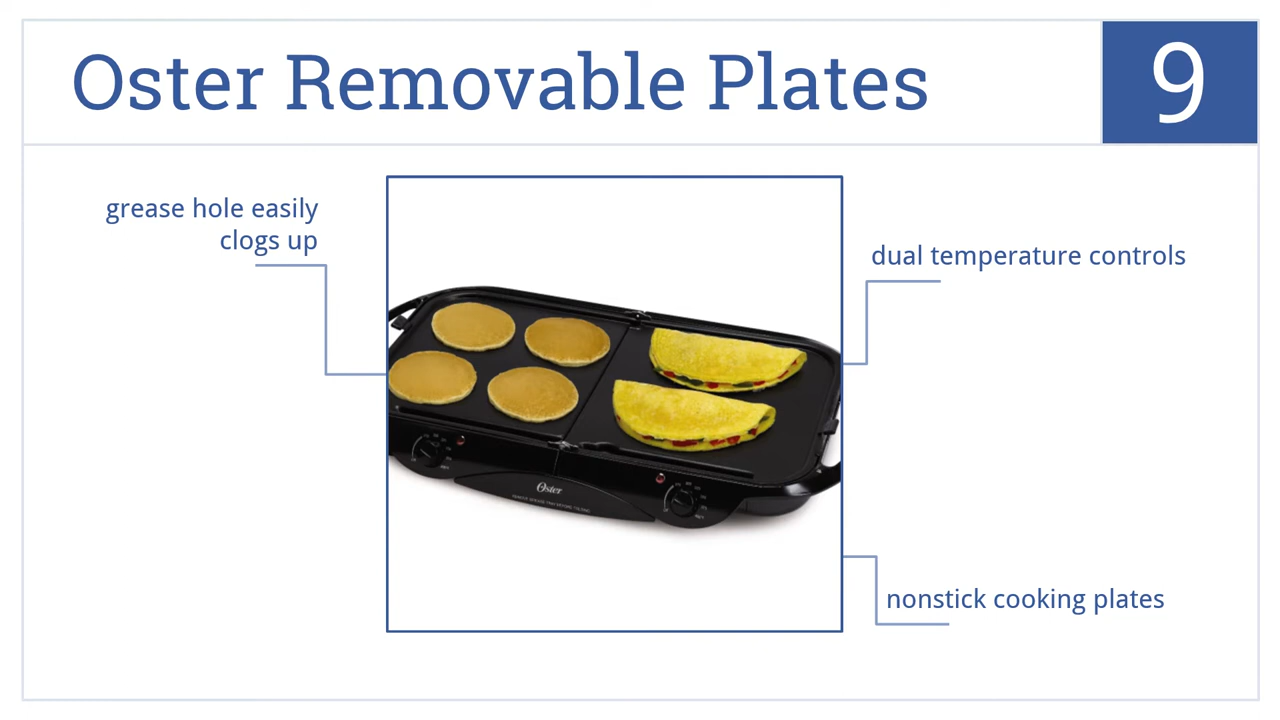 Oster Removable Plates
9
grease hole easily
clogs up
dual temperature controls
Oster
nonstick cooking plates